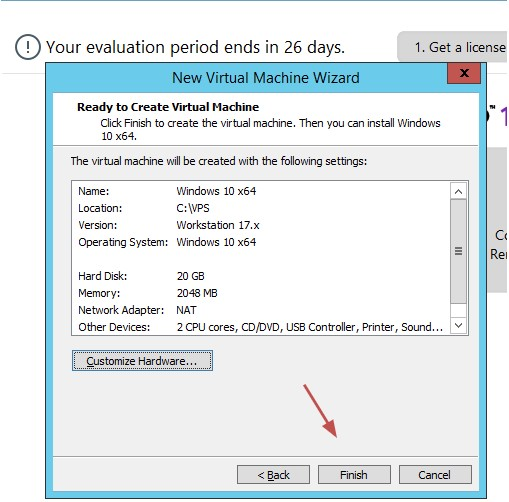 Your evaluation period ends in 26 days.
1. Get a license
New Virtual Machine Wizard
x
Ready to Create Virtual Machine
Click Finish to create the virtual machine. Then you can install Windows
10 x64.
The virtual machine will be created with the following settings:
Name: Windows 10 x64
Location: C:\VPS
Version: Workstation 17.x
Operating System: Windows 10 x64
Hard Disk: 20 GB
Memory: 2048 MB
Network Adapter: NAT
Other Devices: 2 CPU cores, CD/DVD, USB Controller, Printer, Sound...
Customize Hardware...
< Back
Finish
Cancel